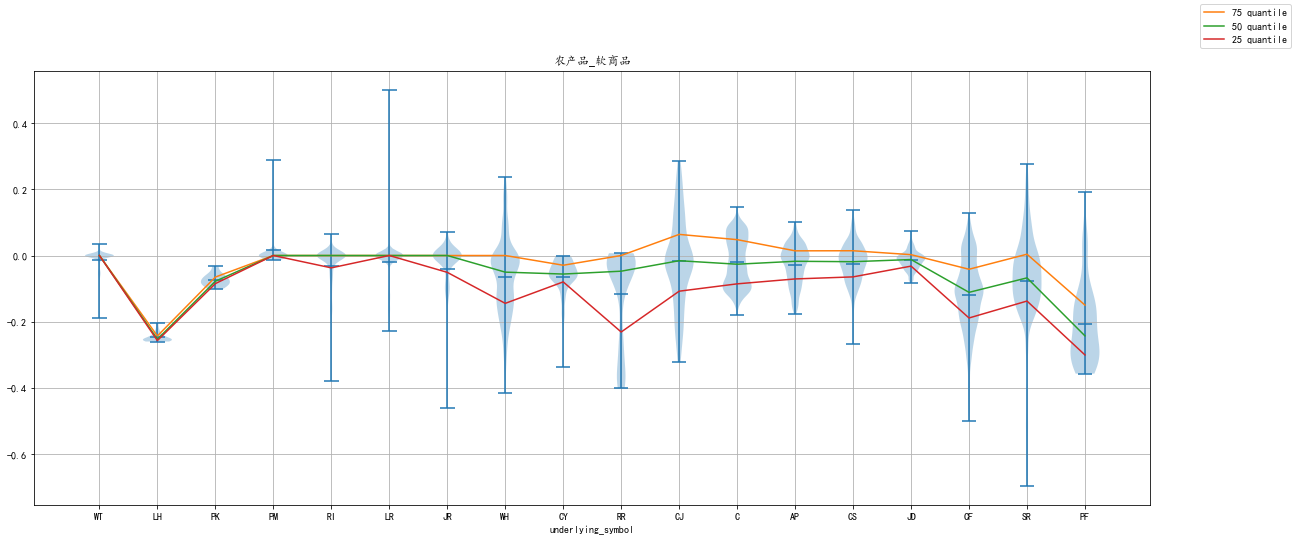 75 quantile
50 quantile
25 quantile
农产品_软商品
0.4
0.2
0.0
−0.2
−0.4
−0.6
WT LH PK PM RI LR JR WH CY RR CJ C AP CS JD CF SR PF
underlying_symbol